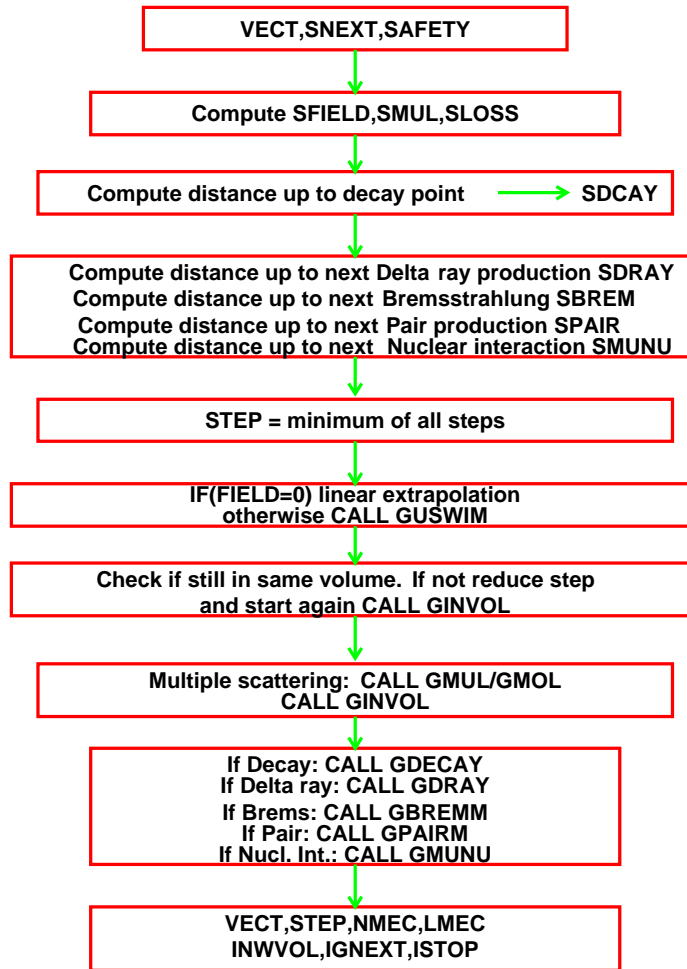 VECT,SNEXT,SAFETY
Compute SFIELD,SMUL,SLOSS
Compute distance up to decay point SDCAY
Compute distance up to next Delta ray production SDRAY
Compute distance up to next Bremsstrahlung SBREM
Compute distance up to next Pair production SPAIR
Compute distance up to next Nuclear interaction SMUNU
STEP = minimum of all steps
IF(FIELD=0) linear extrapolation
otherwise CALL GUSWIM
Check if still in same volume. If not reduce step
and start again CALL GINVOL
Multiple scattering: CALL GMUL/GMOL
CALL GINVOL
If Decay: CALL GDECAY
If Delta ray: CALL GDRAY
If Brems: CALL GBREMM
If Pair: CALL GPAIRM
If Nucl. Int.: CALL GMUNU
VECT,STEP,NMEC,LMEC
INWVOL,IGNEXT,ISTOP